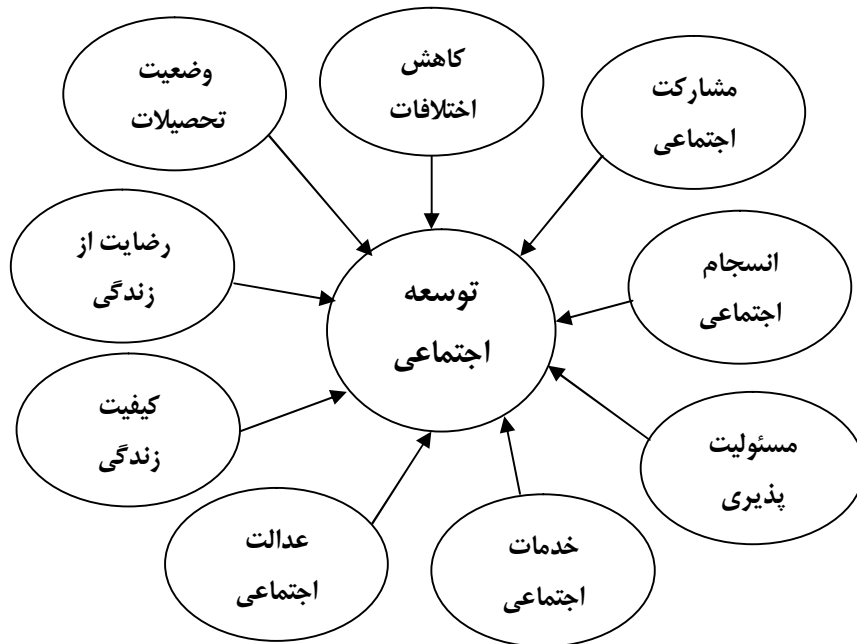 کاهش
اختلافات
مشارکت
اجتماعی
انسجام
اجتماعی
مسئولیت
پذیری
خدمات
اجتماعی
عدالت
اجتماعی
کیفیت
زندگی
رضایت از
زندگی
وضعیت
تحصیلات
توسعه
اجتماعی